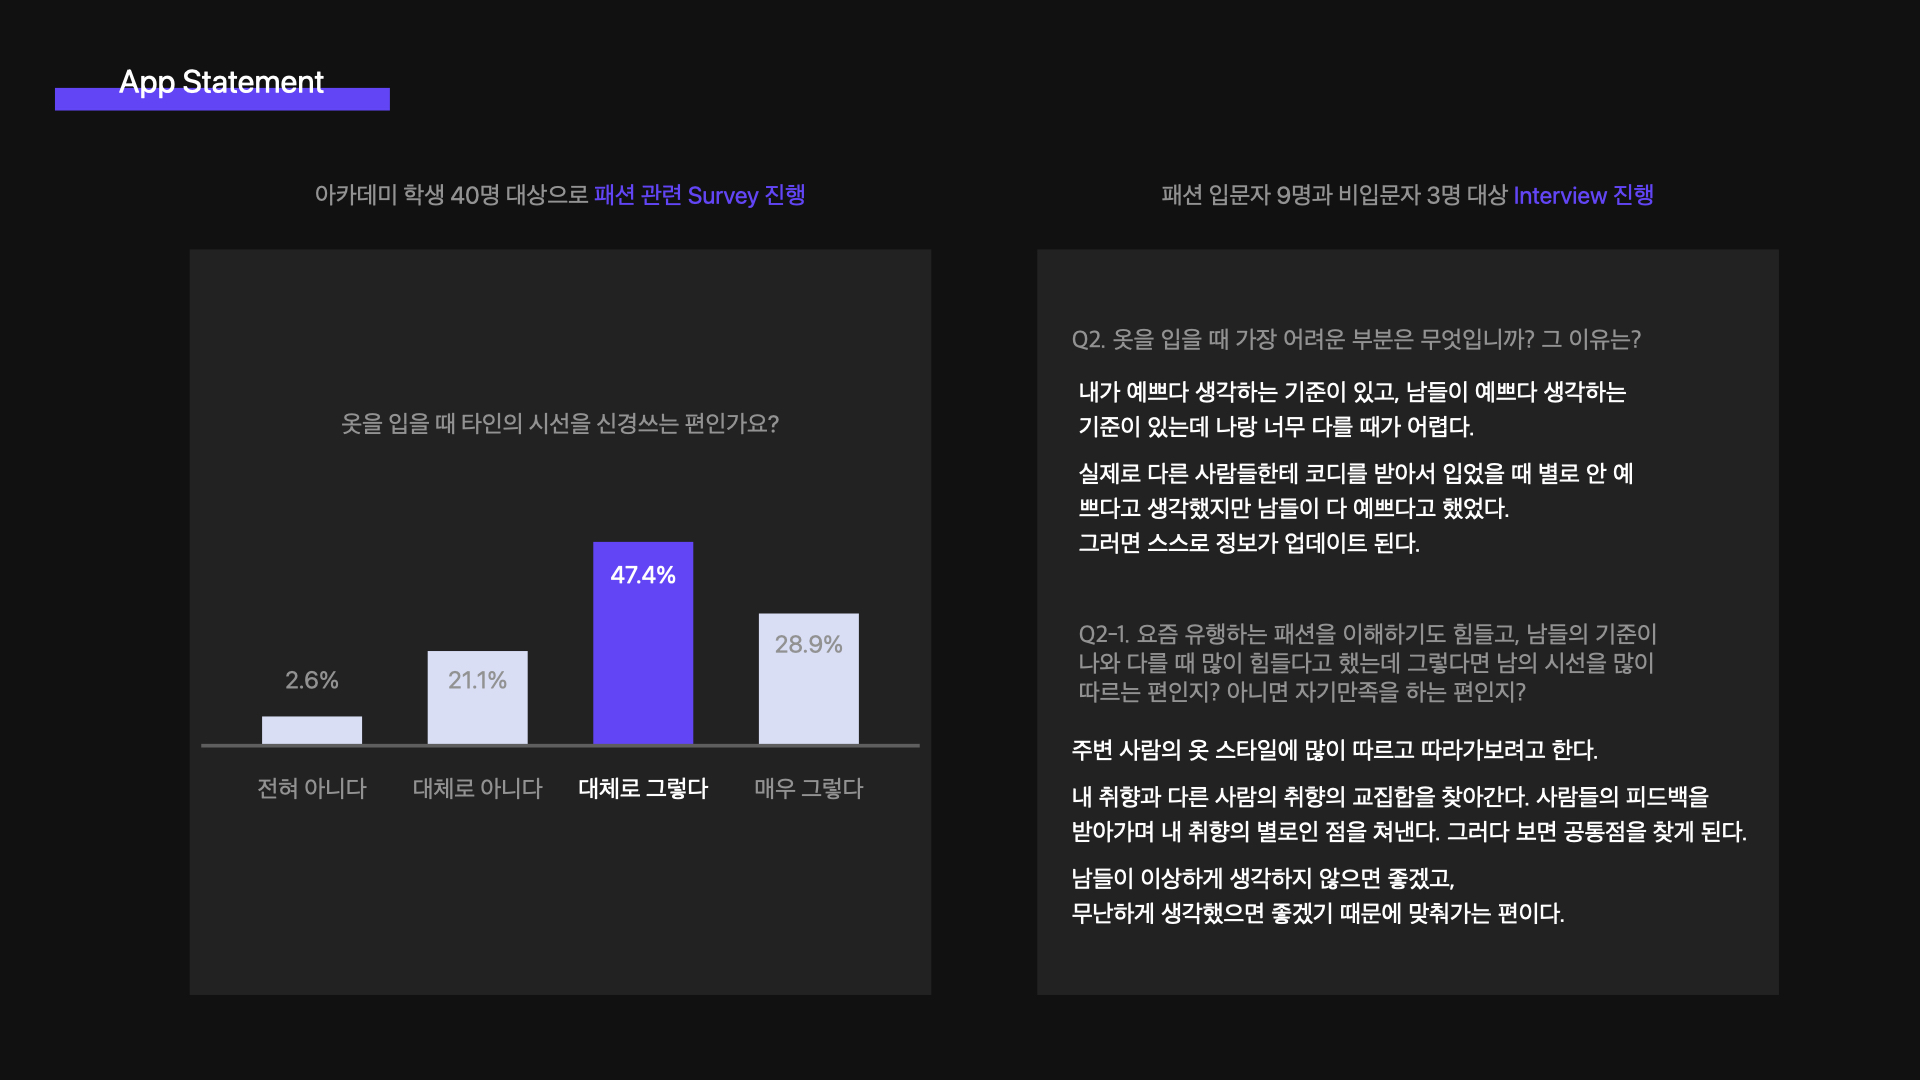 App Statement
아카데미 학생 40명 대상으로 패션 관련 Survey 진행
옷을 입을 때 타인의 시선을 신경쓰는 편인가요?
2.6%
21.1%
47.4%
28.9%
전혀 아니다
대체로 아니다
대체로 그렇다
매우 그렇다
패션 입문자 9명과 비입문자 3명 대상 Interview 진행
Q2. 옷을 입을 때 가장 어려운 부분은 무엇입니까? 그 이유는?
내가 예쁘다 생각하는 기준이 있고, 남들이 예쁘다 생각하는
기준이 있는데 나랑 너무 다를 때가 어렵다.
실제로 다른 사람들한테 코디를 받아서 입었을 때 별로 안 예
쁘다고 생각했지만 남들이 다 예쁘다고 했었다.
그러면 스스로 정보가 업데이트 된다.
Q2-1. 요즘 유행하는 패션을 이해하기도 힘들고, 남들의 기준이
나와 다를 때 많이 힘들다고 했는데 그렇다면 남의 시선을 많이
따르는 편인지? 아니면 자기만족을 하는 편인지?
주변 사람의 옷 스타일에 많이 따르고 따라가보려고 한다.
내 취향과 다른 사람의 취향의 교집합을 찾아간다. 사람들의 피드백을
받아가며 내 취향의 별로인 점을 쳐낸다. 그러다 보면 공통점을 찾게 된다.
남들이 이상하게 생각하지 않으면 좋겠고,
무난하게 생각했으면 좋겠기 때문에 맞춰가는 편이다.